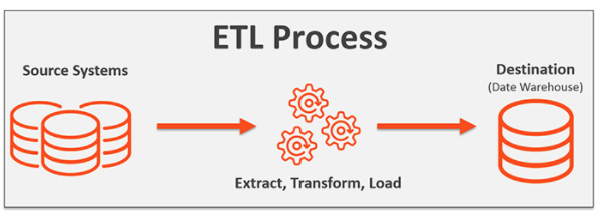 ETL Process
Source Systems
Destination
(Date Warehouse)
Extract, Transform, Load